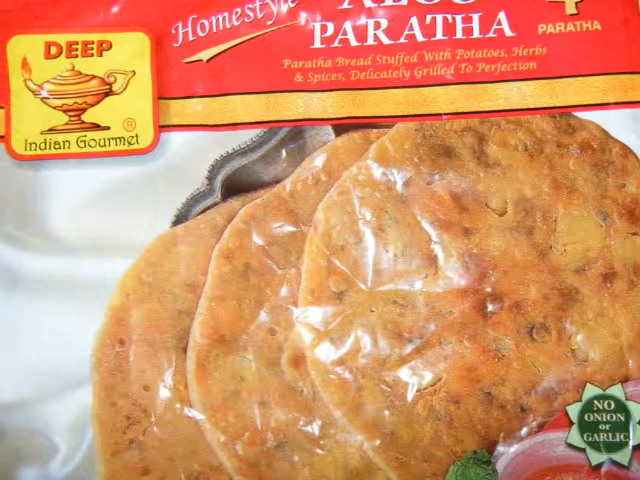 DEEP
®
Indian Gourmet
Homestyle
ALOO
PARATHA
4
PARATHA
Paratha Bread Stuffed With Potatoes, Herbs
& Spices, Delicately Grilled To Perfection
NO
ONION
or
GARLIC